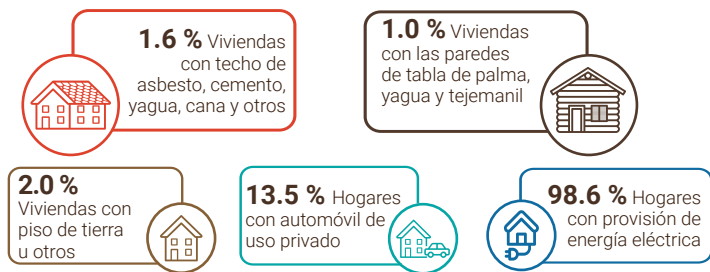 1.6 % Viviendas
con techo de
asbesto, cemento,
yagua, cana y otros
1.0 % Viviendas
con las paredes
de tabla de palma,
yagua y tejemanil
2.0 %
Viviendas con
piso de tierra
u otros
13.5 % Hogares
con automóvil de
uso privado
98.6 % Hogares
con provisión de
energía eléctrica